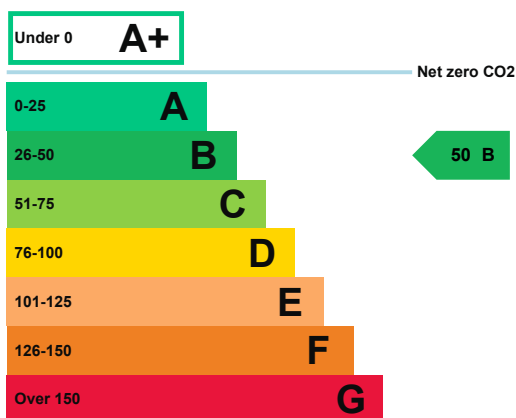 Under 0 A+
Net zero CO2
0-25 A
26-50 B
50 B
51-75 C
76-100 D
101-125 E
126-150 F
Over 150 G